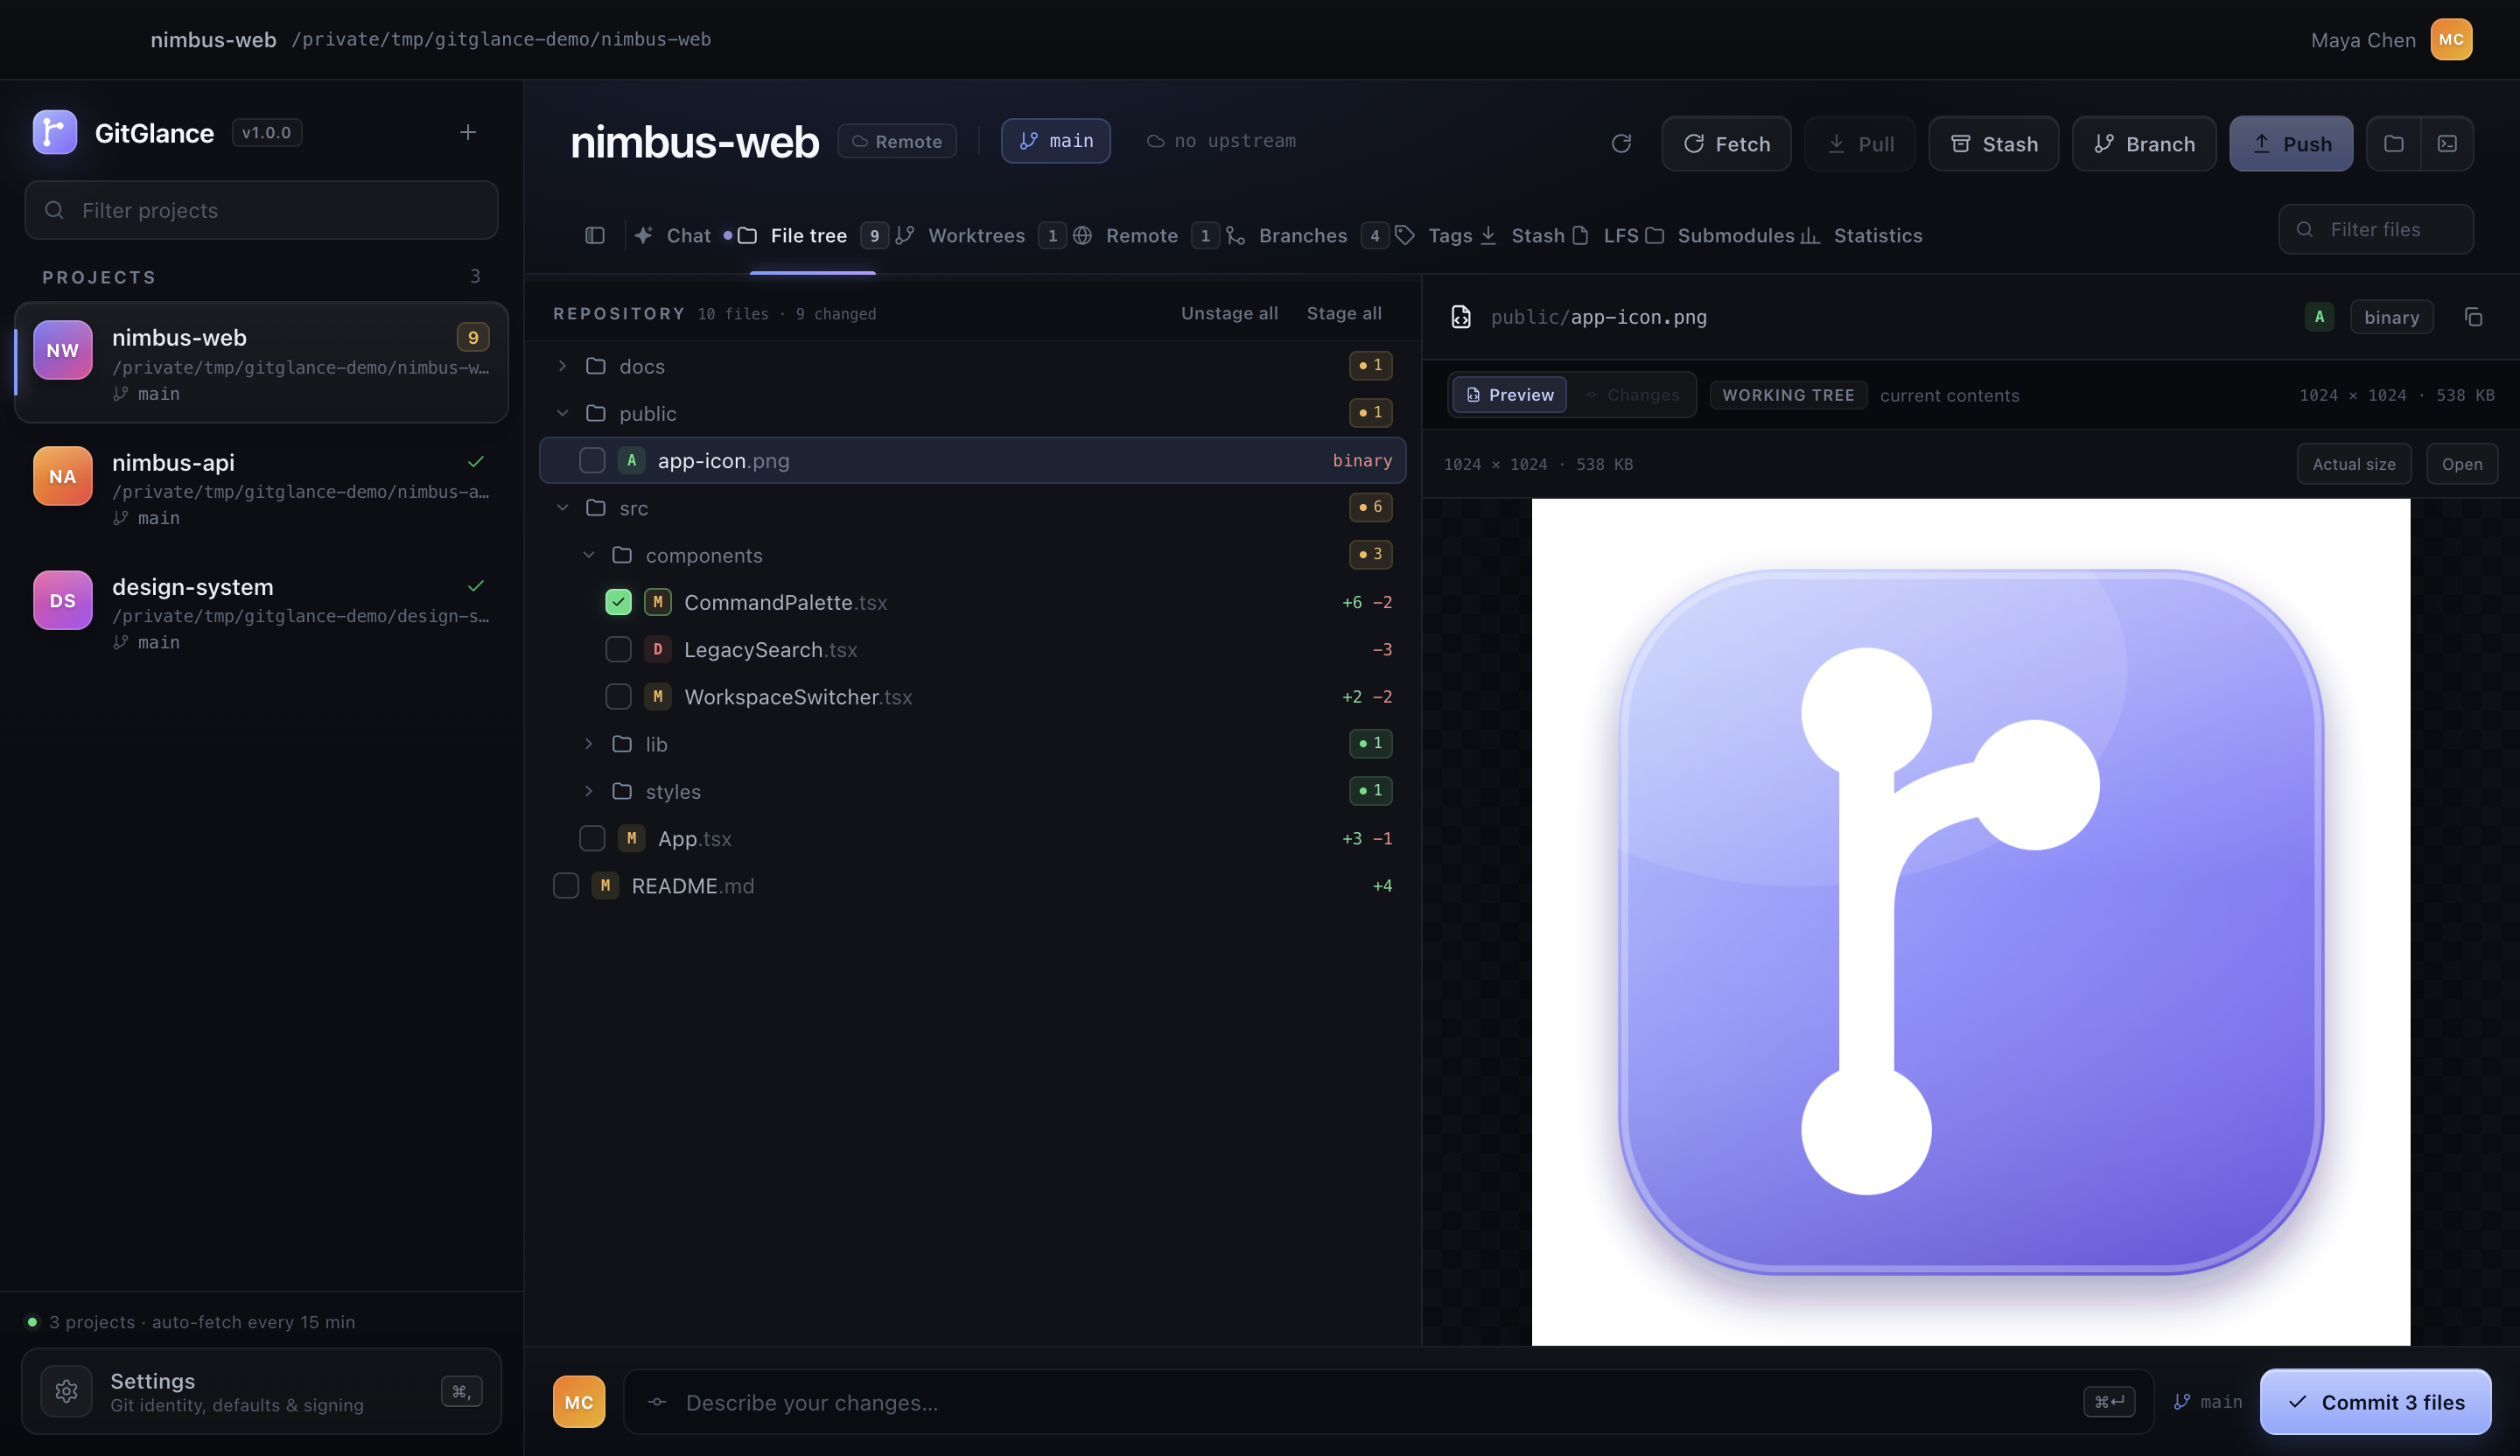 nimbus-web /private/tmp/gitglance-demo/nimbus-web
Maya Chen MC
GitGlance v1.0.0
Filter projects
PROJECTS 3
NW nimbus-web 9
/private/tmp/gitglance-demo/nimbus-w…
main
NA nimbus-api
/private/tmp/gitglance-demo/nimbus-a…
main
DS design-system
/private/tmp/gitglance-demo/design-s…
main
3 projects · auto-fetch every 15 min
Settings ⌘,
Git identity, defaults & signing
nimbus-web Remote main no upstream
Fetch Pull Stash Branch Push
Chat File tree 9 Worktrees 1 Remote 1 Branches 4 Tags Stash LFS Submodules Statistics
Filter files
REPOSITORY 10 files · 9 changed Unstage all Stage all
docs 1
public 1
A app-icon.png binary
src 6
components 3
M CommandPalette.tsx +6 −2
D LegacySearch.tsx −3
M WorkspaceSwitcher.tsx +2 −2
lib 1
styles 1
M App.tsx +3 −1
M README.md +4
public/app-icon.png A binary
Preview Changes WORKING TREE current contents 1024 × 1024 · 538 KB
1024 × 1024 · 538 KB Actual size Open
MC Describe your changes… ⌘↵ main Commit 3 files